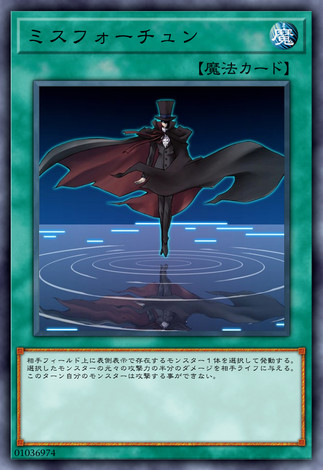 ミスフォーチュン
魔
【魔法カード】
相手フィールド上に表側表示で存在するモンスター１体を選択して発動する。
選択したモンスターの元々の攻撃力の半分のダメージを相手ライフに与える。
このターン自分のモンスターは攻撃する事ができない。
01036974